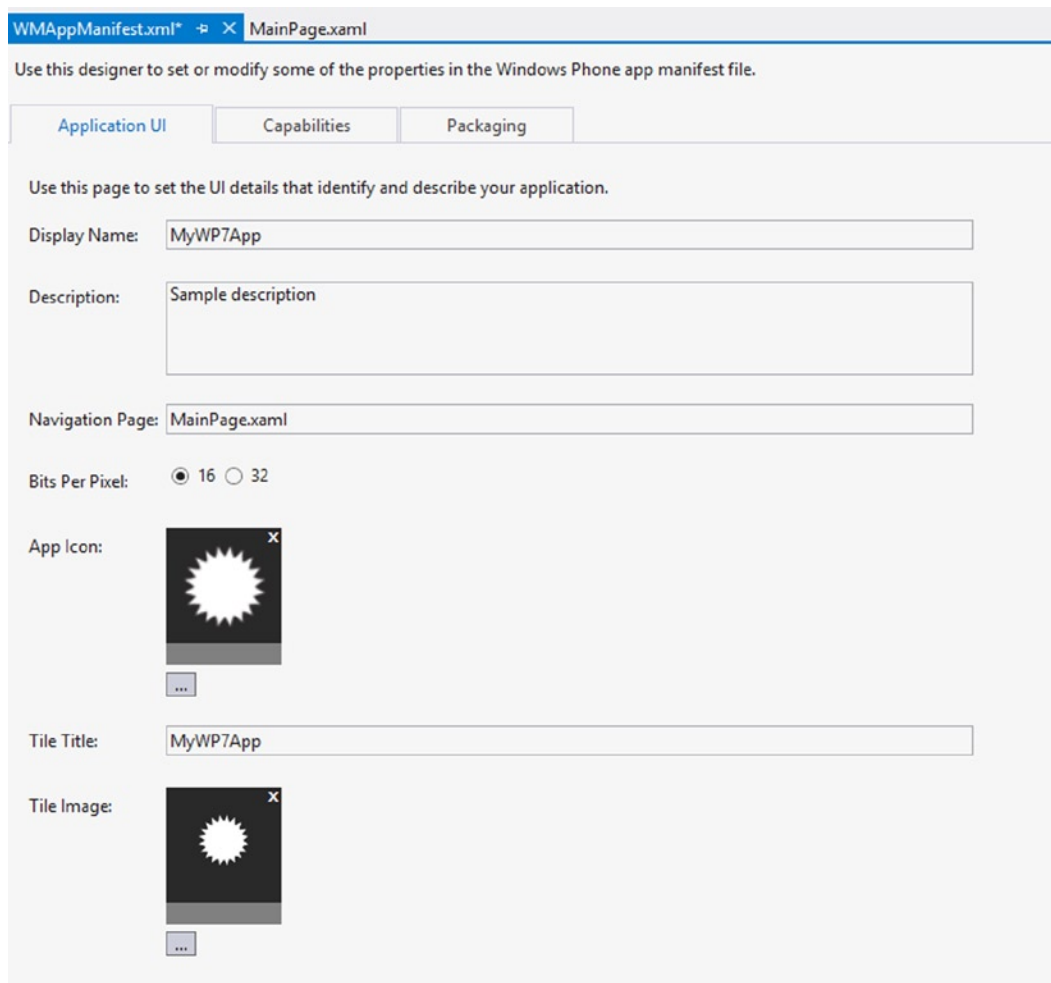 WMAppManifest.xml* MainPage.xaml
Use this designer to set or modify some of the properties in the Windows Phone app manifest file.
Application UI Capabilities Packaging
Use this page to set the UI details that identify and describe your application.
Display Name: MyWP7App
Description: Sample description
Navigation Page: MainPage.xaml
Bits Per Pixel: 16 32
App Icon:
x
...
Tile Title: MyWP7App
Tile Image:
x
...